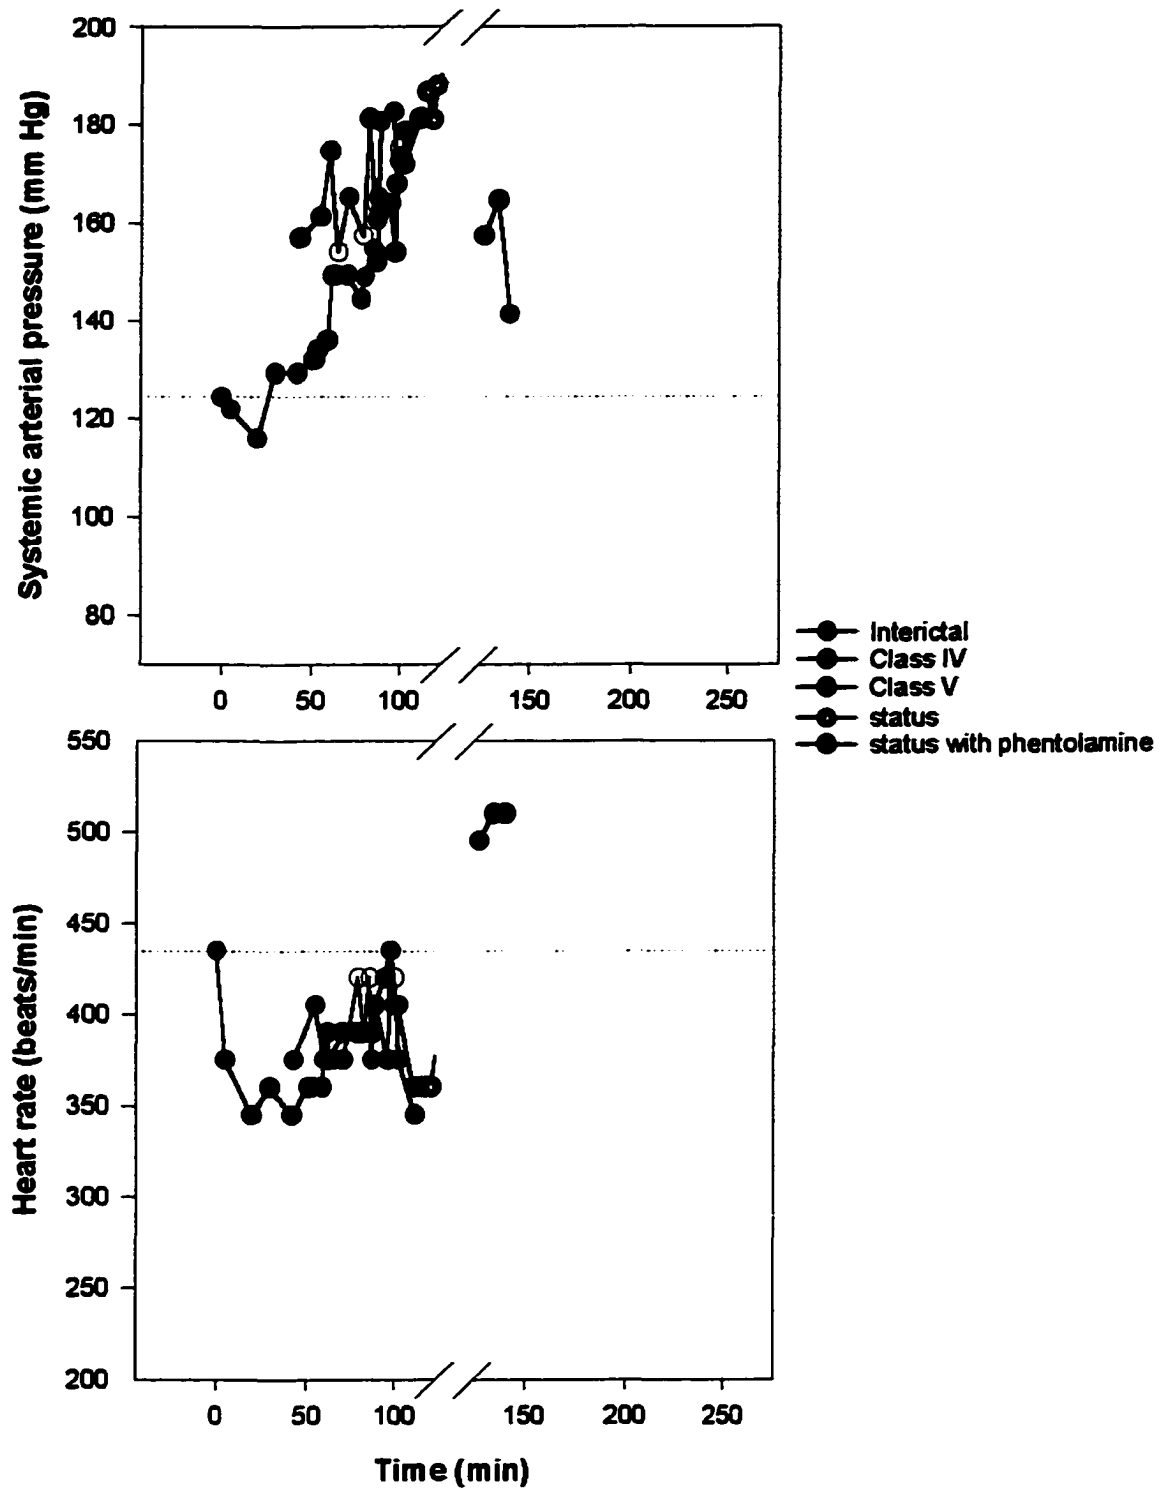 Systemic arterial pressure (mm Hg)
200
180
160
140
120
100
80
0 50 100 150 200 250
Interictal
Class IV
Class V
status
status with phentolamine
Heart rate (beats/min)
550
500
450
400
350
300
250
200
0 50 100 150 200 250
Time (min)